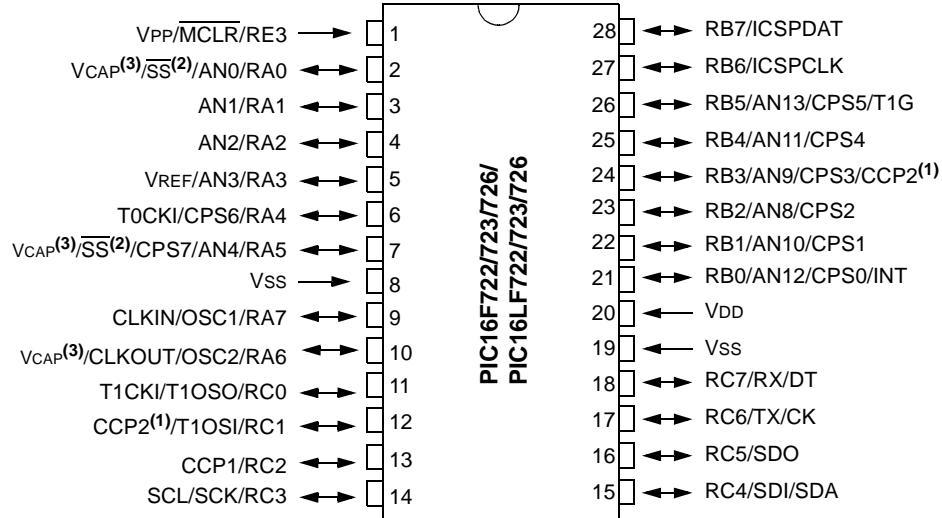 VPP/MCLR/RE3 1
VCAP(3)/SS(2)/AN0/RA0 2
AN1/RA1 3
AN2/RA2 4
VREF/AN3/RA3 5
T0CKI/CPS6/RA4 6
VCAP(3)/SS(2)/CPS7/AN4/RA5 7
VSS 8
CLKIN/OSC1/RA7 9
VCAP(3)/CLKOUT/OSC2/RA6 10
T1CKI/T1OSO/RC0 11
CCP2(1)/T1OSI/RC1 12
CCP1/RC2 13
SCL/SCK/RC3 14
PIC16F722/723/726/
PIC16LF722/723/726
28 RB7/ICSPDAT
27 RB6/ICSPCLK
26 RB5/AN13/CPS5/T1G
25 RB4/AN11/CPS4
24 RB3/AN9/CPS3/CCP2(1)
23 RB2/AN8/CPS2
22 RB1/AN10/CPS1
21 RB0/AN12/CPS0/INT
20 VDD
19 VSS
18 RC7/RX/DT
17 RC6/TX/CK
16 RC5/SDO
15 RC4/SDI/SDA